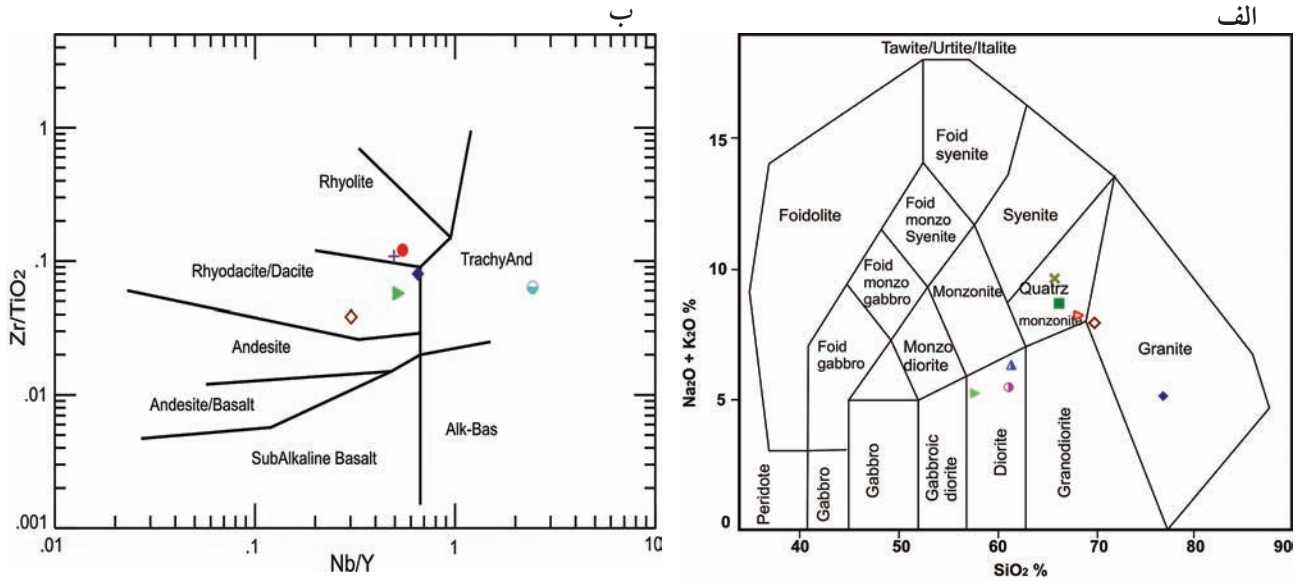 ب
Zr/TiO2
1
.1
.01
.001
.01
.1
1
10
Nb/Y
Rhyolite
Rhyodacite/Dacite
TrachyAnd
Andesite
Andesite/Basalt
SubAlkaline Basalt
Alk-Bas
الف
Na2O + K2O %
15
10
5
0
40
50
60
70
80
900
SiO2 %
Tawite/Urtite/Italite
Foid
syenite
Foidolite
Foid
monzo
Syenite
Syenite
Foid
monzo
gabbro
Monzonite
Quatrz
monzonite
Foid
gabbro
Monzo
diorite
Granite
Peridote
Gabbro
Gabbro
Gabbroic
diorite
Diorite
Granodiorite